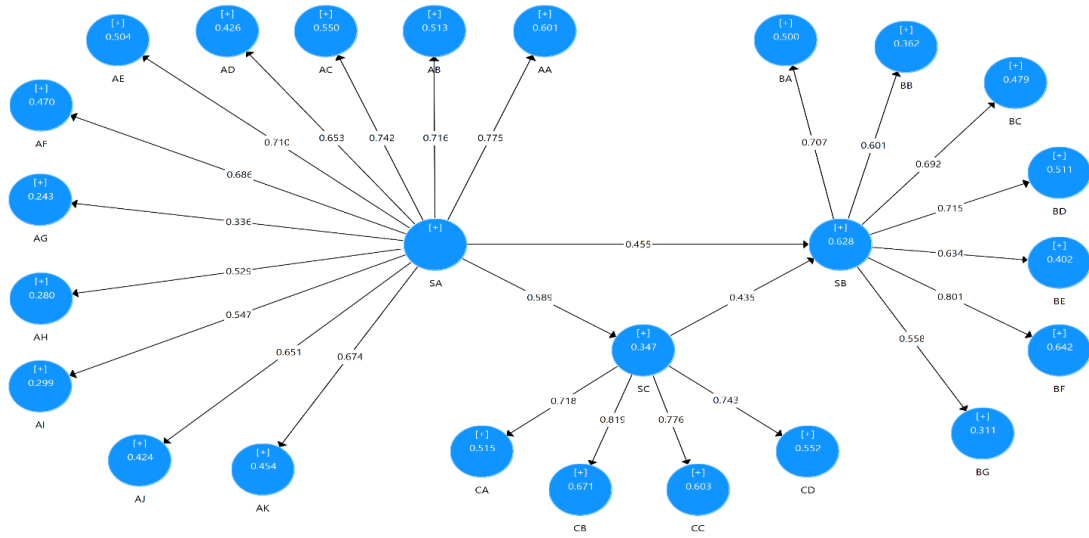 [+]
0.504
AE
[+]
0.426
AD
[+]
0.550
AC
[+]
0.513
AB
[+]
0.601
AA
[+]
0.500
BA
[+]
0.362
BB
[+]
0.479
BC
[+]
0.470
AF
[+]
0.511
BD
[+]
0.243
AG
[+]
0.402
BE
[+]
0.280
AH
[+]
0.642
BF
[+]
0.299
AI
[+]
0.311
BG
[+]
0.424
AJ
[+]
0.454
AK
[+]
SA
[+]
0.628
SB
[+]
0.347
SC
[+]
0.515
CA
[+]
0.671
CB
[+]
0.603
CC
[+]
0.552
CD
0.710
0.653
0.742
0.716
0.775
0.686
0.336
0.529
0.547
0.651
0.674
0.455
0.589
0.435
0.707
0.601
0.692
0.715
0.634
0.801
0.558
0.718
0.819
0.776
0.743